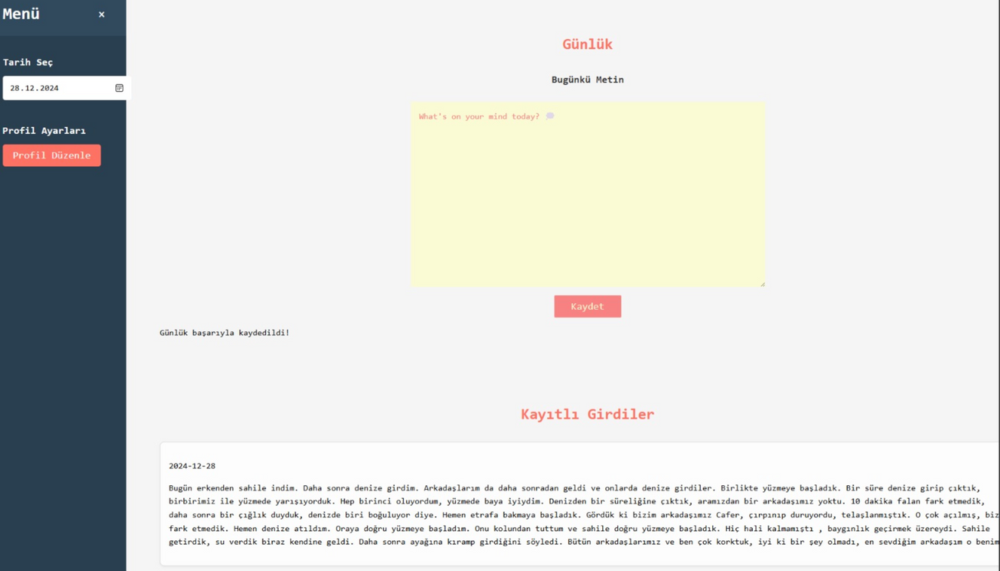 Menü
×
Tarih Seç
28.12.2024
Profil Ayarları
Profil Düzenle
Günlük
Bugünkü Metin
What's on your mind today? 💭
Kaydet
Günlük başarıyla kaydedildi!
Kayıtlı Girdiler
2024-12-28
Bugün erkenden sahile indim. Daha sonra denize girdim. Arkadaşlarım da daha sonradan geldi ve onlarda denize girdiler. Birlikte yüzmeye başladık. Bir süre denize girip çıktık,
birbirimiz ile yüzmede yarışıyorduk. Hep birinci oluyordum, yüzmede baya iyiydim. Denizden bir süreliğine çıktık, aramızdan bir arkadaşımız yoktu. 10 dakika falan fark etmedik,
daha sonra bir çığlık duyduk, denizde biri boğuluyor diye. Hemen etrafa bakmaya başladık. Gördük ki bizim arkadaşımız Cafer, çırpınıp duruyordu, telaşlanmıştık. O çok açılmış, biz
fark etmedik. Hemen denize atıldım. Oraya doğru yüzmeye başladım. Onu kolundan tuttum ve sahile doğru yüzmeye başladık. Hiç hali kalmamıştı , baygınlık geçirmek üzereydi. Sahile
getirdik, su verdik biraz kendine geldi. Daha sonra ayağına kıramp girdiğini söyledi. Bütün arkadaşlarımız ve ben çok korktuk, iyi ki bir şey olmadı, en sevdiğim arkadaşım o benim